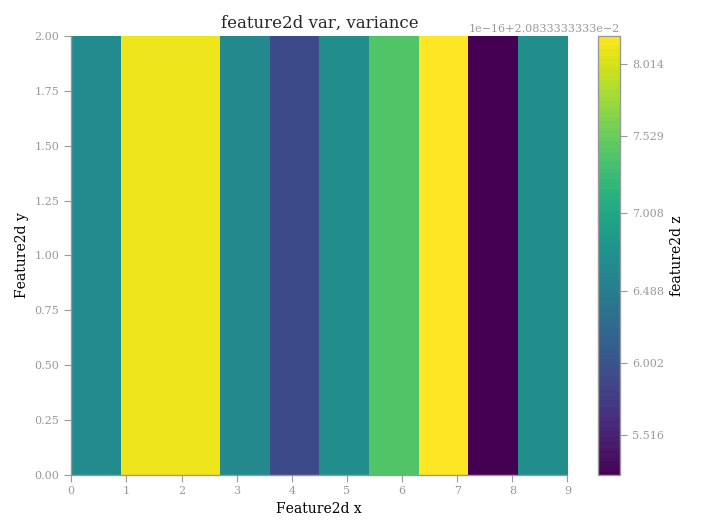 feature2d var, variance
1e−16+2.0833333333e−2
2.00
1.75
1.50
1.25
1.00
0.75
0.50
0.25
0.00
Feature2d y
0 1 2 3 4 5 6 7 8 9
Feature2d x
8.014
7.529
7.008
6.488
6.002
5.516
feature2d z